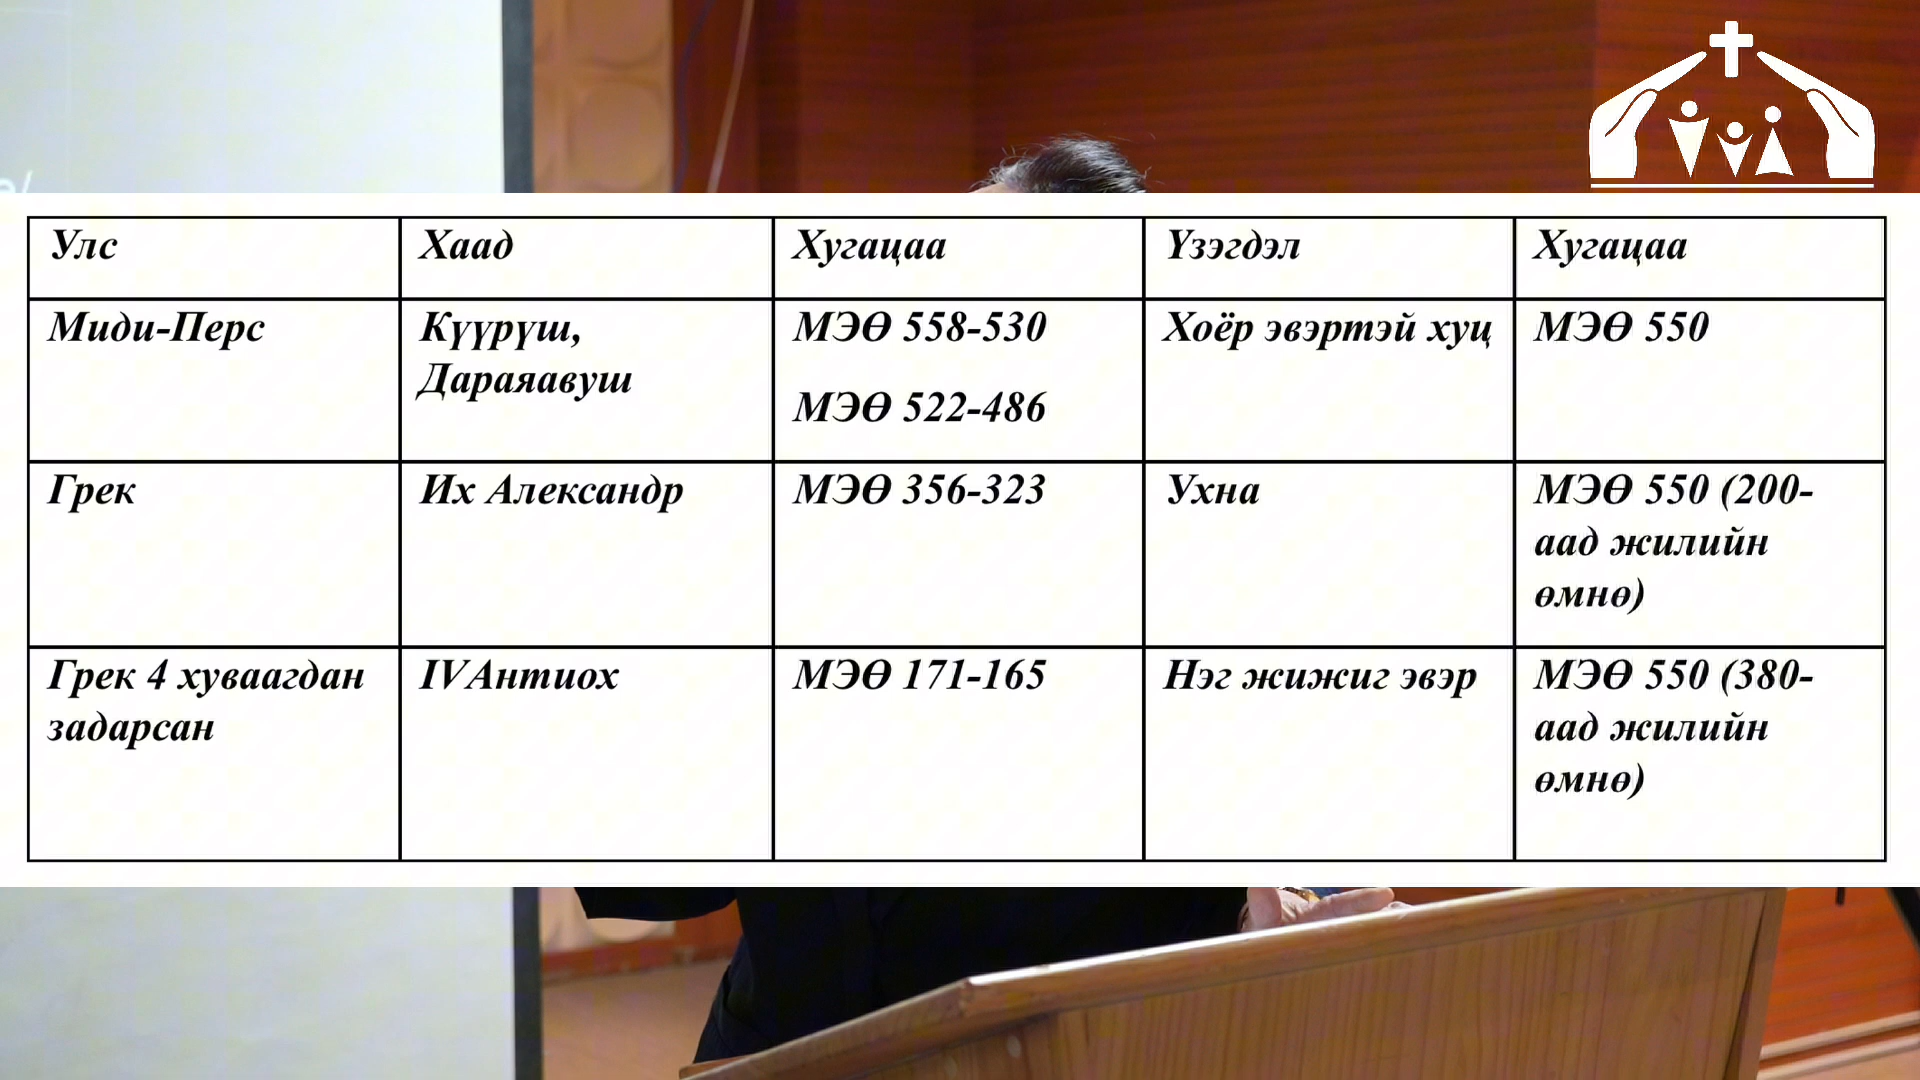 Улс
Хаад
Хугацаа
Үзэгдэл
Хугацаа
Миди-Перс
Күүрүш,
Дараяавуш
МЭӨ 558-530
МЭӨ 522-486
Хоёр эвэртэй хуц
МЭӨ 550
Грек
Их Александр
МЭӨ 356-323
Ухна
МЭӨ 550 (200-
аад жилийн
өмнө)
Грек 4 хуваагдан
задарсан
IVАнтиох
МЭӨ 171-165
Нэг жижиг эвэр
МЭӨ 550 (380-
аад жилийн
өмнө)